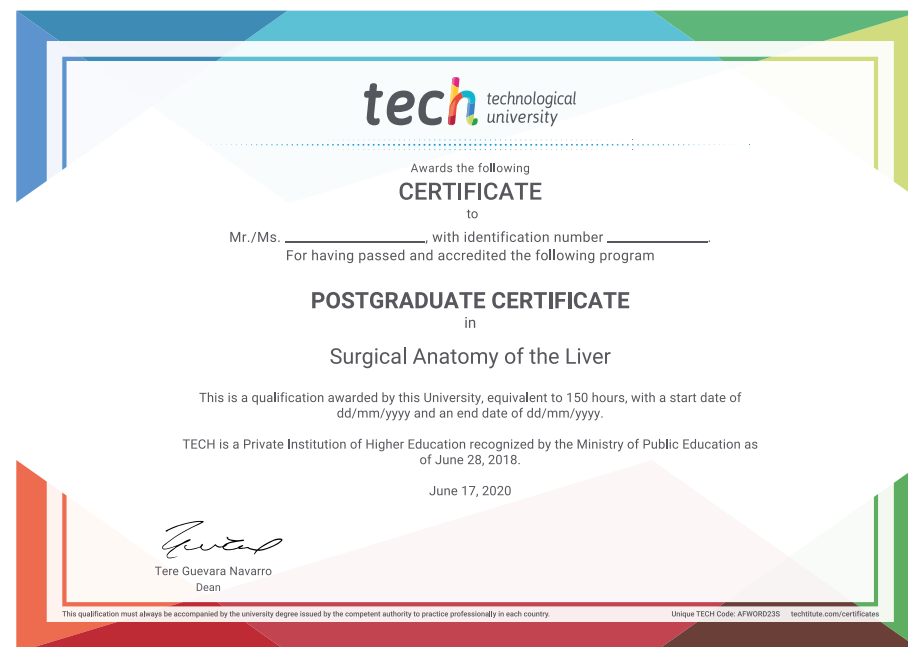 tech technological
university
Awards the following
CERTIFICATE
to
Mr./Ms. ____________________, with identification number ______________.
For having passed and accredited the following program
POSTGRADUATE CERTIFICATE
in
Surgical Anatomy of the Liver
This is a qualification awarded by this University, equivalent to 150 hours, with a start date of
dd/mm/yyyy and an end date of dd/mm/yyyy.
TECH is a Private Institution of Higher Education recognized by the Ministry of Public Education as
of June 28, 2018.
June 17, 2020
Tere Guevara Navarro
Dean
This qualification must always be accompanied by the university degree issued by the competent authority to practice professionally in each country. Unique TECH Code: AFWORD23S techtitute.com/certificates